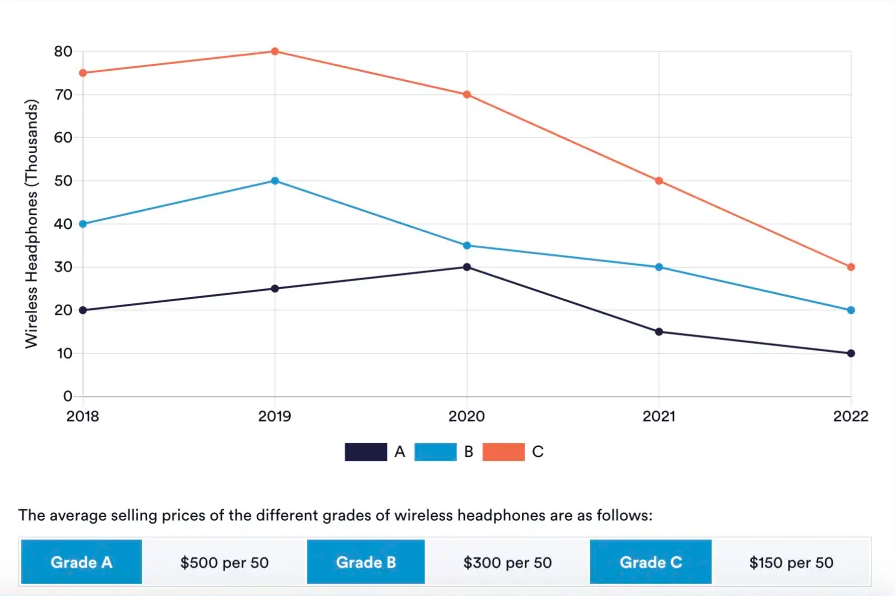 80
70
60
50
40
30
20
10
0
Wireless Headphones (Thousands)
2018 2019 2020 2021 2022
A B C
The average selling prices of the different grades of wireless headphones are as follows:
Grade A $500 per 50 Grade B $300 per 50 Grade C $150 per 50